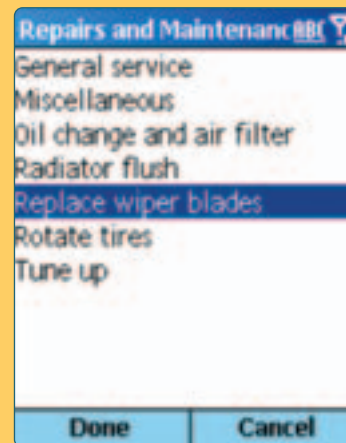 Repairs and Maintenanc ABC
General service
Miscellaneous
Oil change and air filter
Radiator flush
Replace wiper blades
Rotate tires
Tune up
Done Cancel